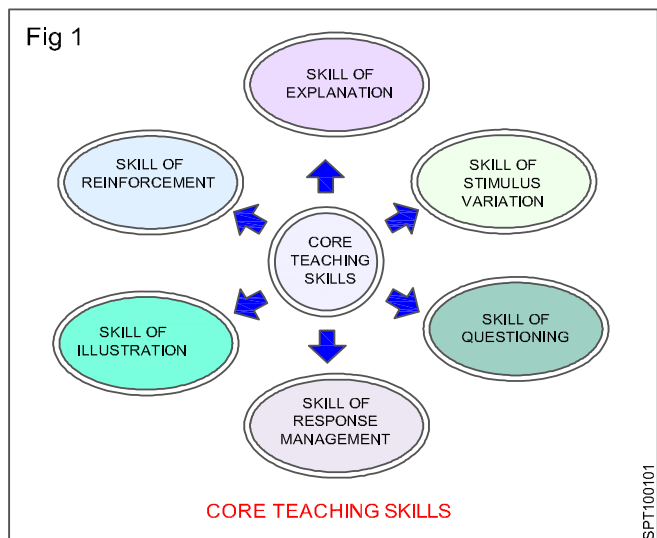 Fig 1
SKILL OF
EXPLANATION
SKILL OF
REINFORCEMENT
SKILL OF
STIMULUS
VARIATION
CORE
TEACHING
SKILLS
SKILL OF
ILLUSTRATION
SKILL OF
QUESTIONING
SKILL OF
RESPONSE
MANAGEMENT
CORE TEACHING SKILLS
SPT100101